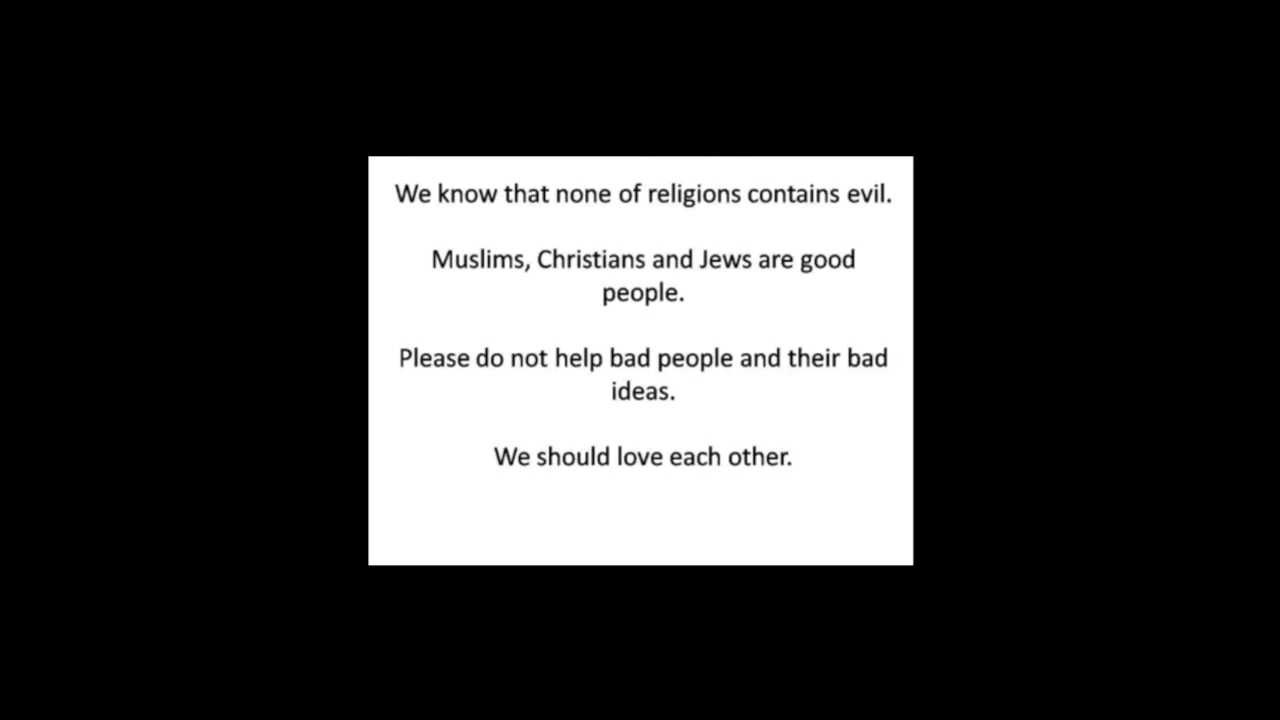 We know that none of religions contains evil.
Muslims, Christians and Jews are good
people.
Please do not help bad people and their bad
ideas.
We should love each other.